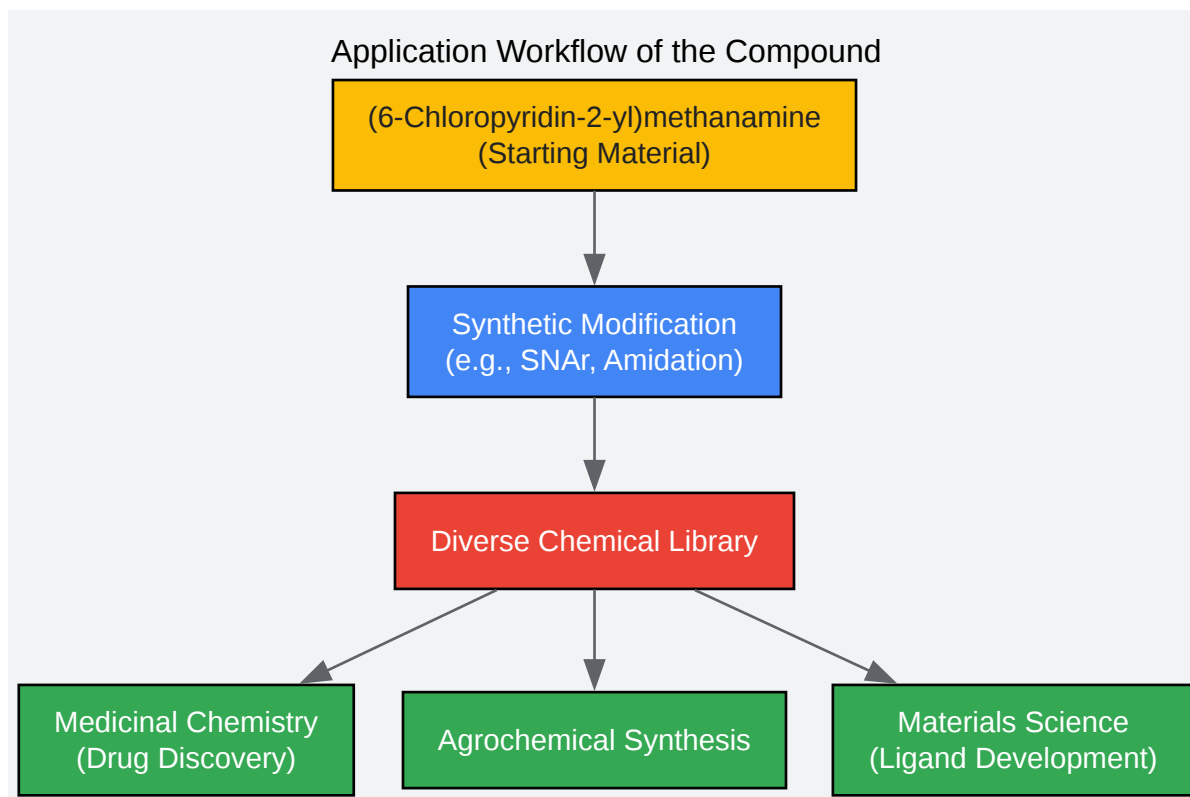 Application Workflow of the Compound
(6-Chloropyridin-2-yl)methanamine
(Starting Material)
Synthetic Modification
(e.g., SNAr, Amidation)
Diverse Chemical Library
Medicinal Chemistry
(Drug Discovery)
Agrochemical Synthesis
Materials Science
(Ligand Development)